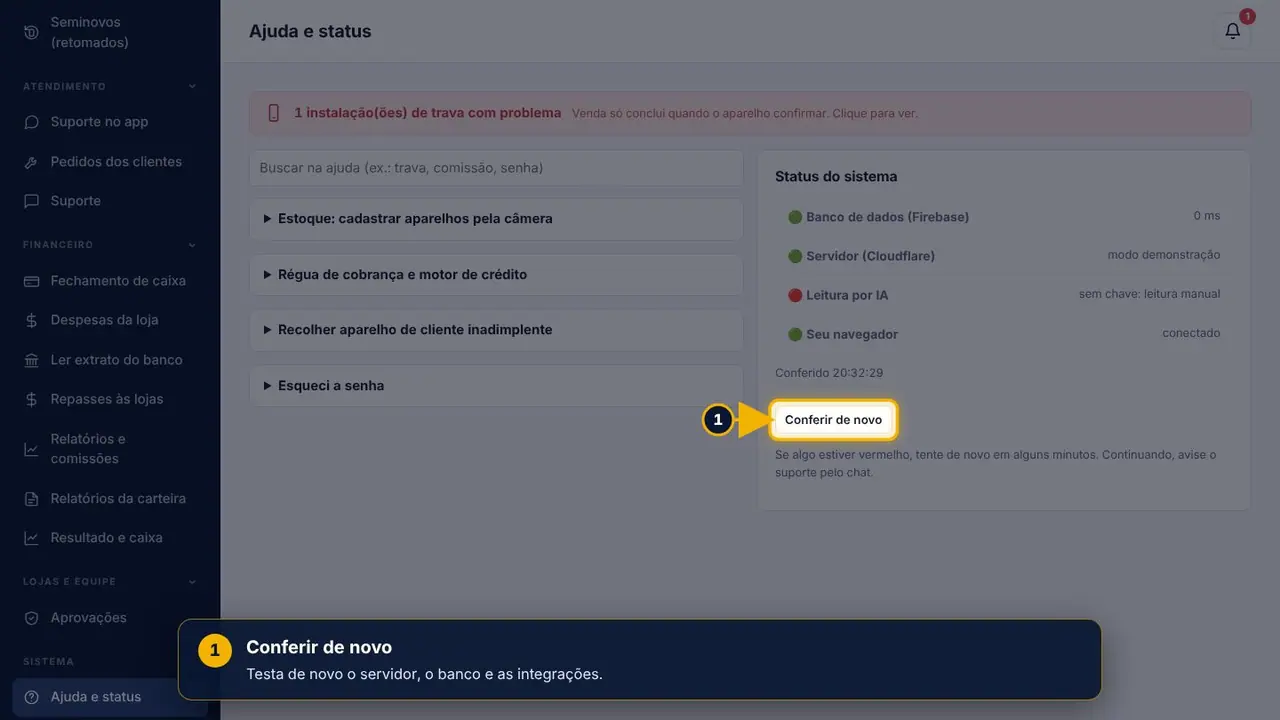 Seminovos
(retomados)
ATENDIMENTO
Suporte no app
Pedidos dos clientes
Suporte
FINANCEIRO
Fechamento de caixa
Despesas da loja
Ler extrato do banco
Repasses às lojas
Relatórios e
comissões
Relatórios da carteira
Resultado e caixa
LOJAS E EQUIPE
Aprovações
SISTEMA
Ajuda e status
Ajuda e status
1
1 instalação(ões) de trava com problema Venda só conclui quando o aparelho confirmar. Clique para ver.
Buscar na ajuda (ex.: trava, comissão, senha)
Estoque: cadastrar aparelhos pela câmera
Régua de cobrança e motor de crédito
Recolher aparelho de cliente inadimplente
Esqueci a senha
Status do sistema
Banco de dados (Firebase) 0 ms
Servidor (Cloudflare) modo demonstração
Leitura por IA sem chave: leitura manual
Seu navegador conectado
Conferido 20:32:29
1 Conferir de novo
Se algo estiver vermelho, tente de novo em alguns minutos. Continuando, avise o
suporte pelo chat.
1 Conferir de novo
Testa de novo o servidor, o banco e as integrações.